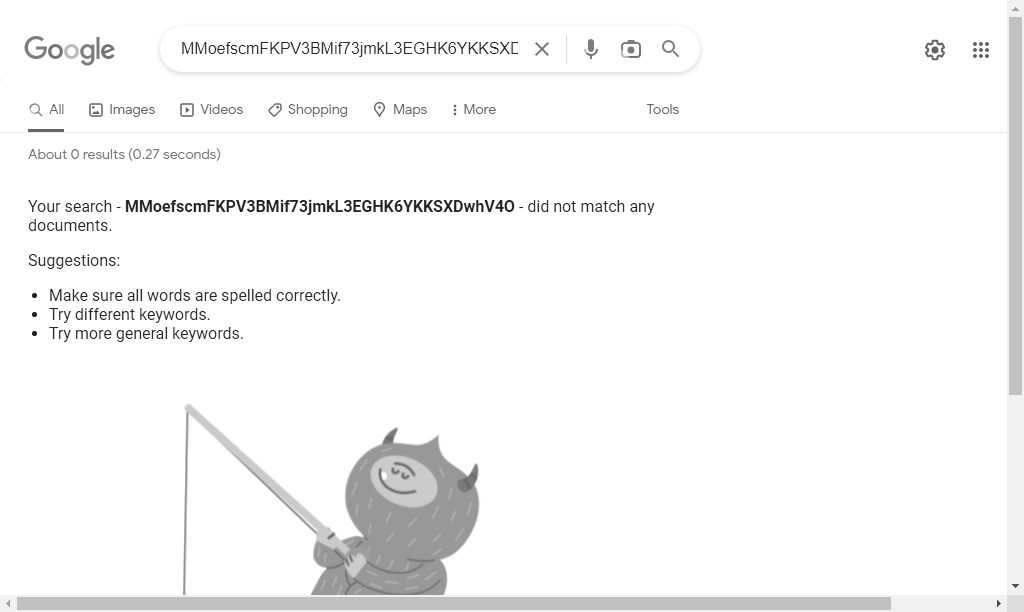 Google
MMoefscmFKPV3BMif73jmkL3EGHK6YKKSXD
All Images Videos Shopping Maps More Tools
About 0 results (0.27 seconds)
Your search - MMoefscmFKPV3BMif73jmkL3EGHK6YKKSXDwhV4O - did not match any
documents.
Suggestions:
Make sure all words are spelled correctly.
Try different keywords.
Try more general keywords.